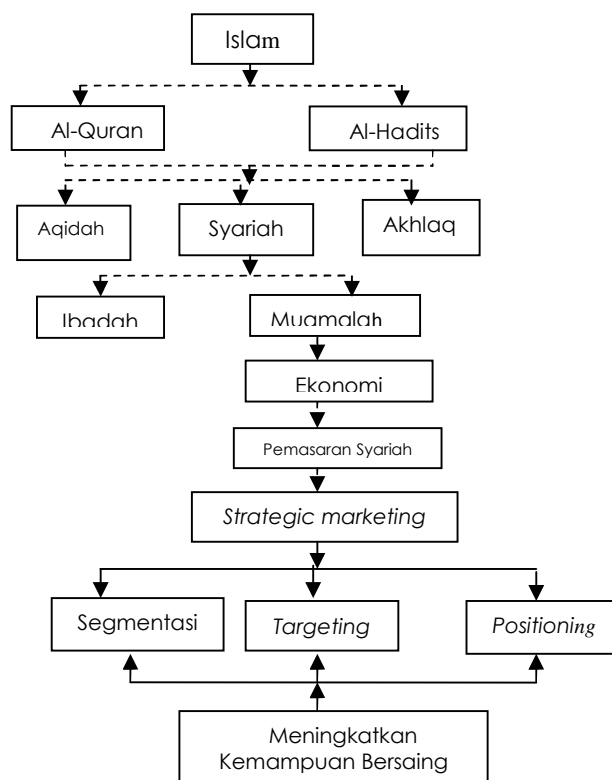 Islam
Al-Quran
Al-Hadits
Aqidah
Syariah
Akhlaq
Ibadah
Muamalah
Ekonomi
Pemasaran Syariah
Strategic marketing
Segmentasi
Targeting
Positioning
Meningkatkan
Kemampuan Bersaing